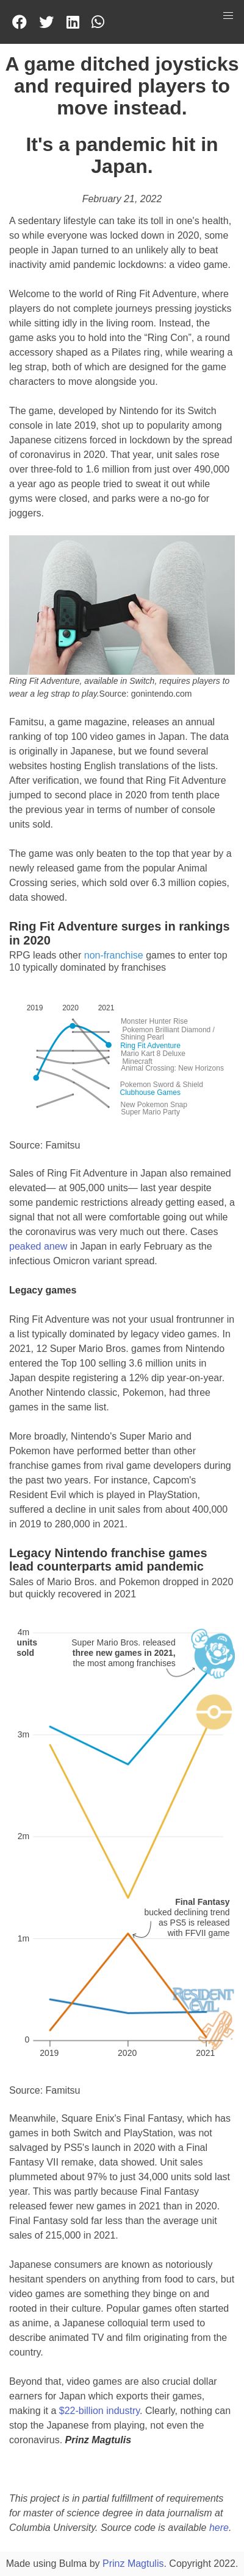 A game ditched joysticks
and required players to
move instead.
It's a pandemic hit in
Japan.
February 21, 2022
A sedentary lifestyle can take its toll in one's health,
so while everyone was locked down in 2020, some
people in Japan turned to an unlikely ally to beat
inactivity amid pandemic lockdowns: a video game.
Welcome to the world of Ring Fit Adventure, where
players do not complete journeys pressing joysticks
while sitting idly in the living room. Instead, the
game asks you to hold into the “Ring Con”, a round
accessory shaped as a Pilates ring, while wearing a
leg strap, both of which are designed for the game
characters to move alongside you.
The game, developed by Nintendo for its Switch
console in late 2019, shot up to popularity among
Japanese citizens forced in lockdown by the spread
of coronavirus in 2020. That year, unit sales rose
over three-fold to 1.6 million from just over 490,000
a year ago as people tried to sweat it out while
gyms were closed, and parks were a no-go for
joggers.
Ring Fit Adventure, available in Switch, requires players to
wear a leg strap to play.Source: gonintendo.com
Famitsu, a game magazine, releases an annual
ranking of top 100 video games in Japan. The data
is originally in Japanese, but we found several
websites hosting English translations of the lists.
After verification, we found that Ring Fit Adventure
jumped to second place in 2020 from tenth place
the previous year in terms of number of console
units sold.
The game was only beaten to the top that year by a
newly released game from the popular Animal
Crossing series, which sold over 6.3 million copies,
data showed.
Ring Fit Adventure surges in rankings
in 2020
RPG leads other non-franchise games to enter top
10 typically dominated by franchises
2019 2020 2021
Monster Hunter Rise
Pokemon Brilliant Diamond /
Shining Pearl
Ring Fit Adventure
Mario Kart 8 Deluxe
Minecraft
Animal Crossing: New Horizons
Pokemon Sword & Shield
Clubhouse Games
New Pokemon Snap
Super Mario Party
Source: Famitsu
Sales of Ring Fit Adventure in Japan also remained
elevated— at 905,000 units— last year despite
some pandemic restrictions already getting eased, a
signal that not all were comfortable going out while
the coronavirus was very much out there. Cases
peaked anew in Japan in early February as the
infectious Omicron variant spread.
Legacy games
Ring Fit Adventure was not your usual frontrunner in
a list typically dominated by legacy video games. In
2021, 12 Super Mario Bros. games from Nintendo
entered the Top 100 selling 3.6 million units in
Japan despite registering a 12% dip year-on-year.
Another Nintendo classic, Pokemon, had three
games in the same list.
More broadly, Nintendo's Super Mario and
Pokemon have performed better than other
franchise games from rival game developers during
the past two years. For instance, Capcom's
Resident Evil which is played in PlayStation,
suffered a decline in unit sales from about 400,000
in 2019 to 280,000 in 2021.
Legacy Nintendo franchise games
lead counterparts amid pandemic
Sales of Mario Bros. and Pokemon dropped in 2020
but quickly recovered in 2021
4m
units
sold
Super Mario Bros. released
three new games in 2021,
the most among franchises
3m
2m
Final Fantasy
bucked declining trend
as PS5 is released
with FFVII game
1m
RESIDENT
EVIL
0
2019 2020 2021
Source: Famitsu
Meanwhile, Square Enix's Final Fantasy, which has
games in both Switch and PlayStation, was not
salvaged by PS5's launch in 2020 with a Final
Fantasy VII remake, data showed. Unit sales
plummeted about 97% to just 34,000 units sold last
year. This was partly because Final Fantasy
released fewer new games in 2021 than in 2020.
Final Fantasy sold far less than the average unit
sales of 215,000 in 2021.
Japanese consumers are known as notoriously
hesitant spenders on anything from food to cars, but
video games are something they binge on and
rooted in their culture. Popular games often started
as anime, a Japanese colloquial term used to
describe animated TV and film originating from the
country.
Beyond that, video games are also crucial dollar
earners for Japan which exports their games,
making it a $22-billion industry. Clearly, nothing can
stop the Japanese from playing, not even the
coronavirus. Prinz Magtulis
This project is in partial fulfillment of requirements
for master of science degree in data journalism at
Columbia University. Source code is available here.
Made using Bulma by Prinz Magtulis. Copyright 2022.